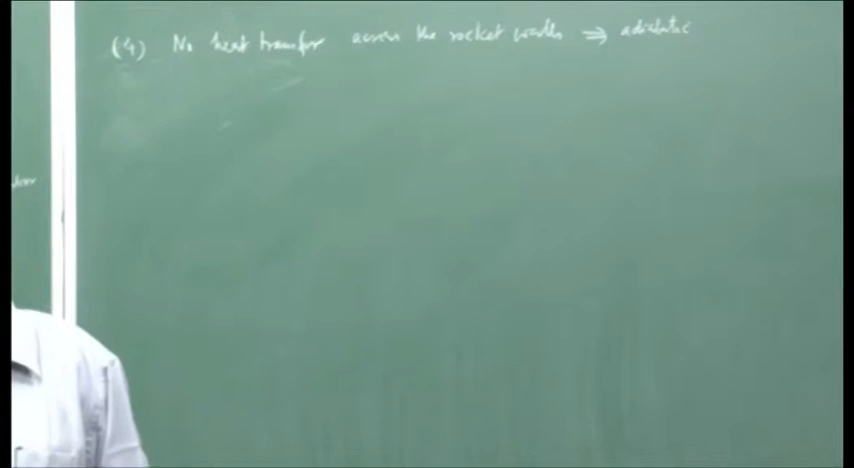 (4) No heat transfer across the rocket walls ⇒ adiabatic